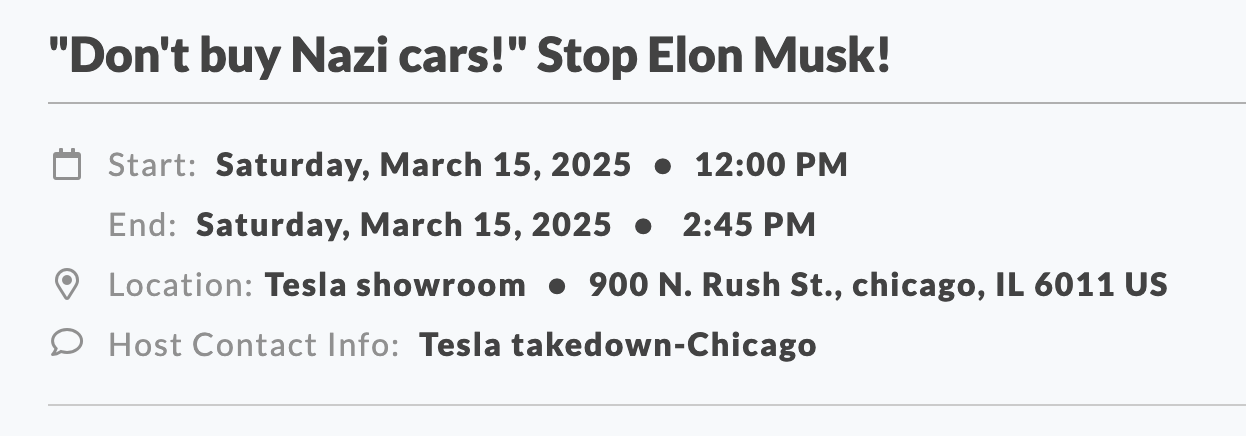 "Don't buy Nazi cars!" Stop Elon Musk!
Start: Saturday, March 15, 2025 • 12:00 PM
End: Saturday, March 15, 2025 • 2:45 PM
Location: Tesla showroom • 900 N. Rush St., chicago, IL 6011 US
Host Contact Info: Tesla takedown-Chicago